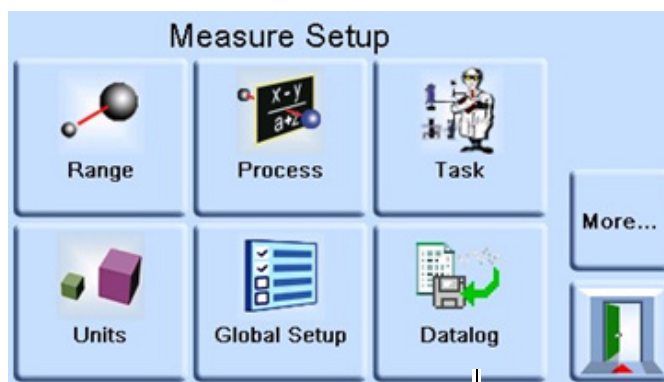 Measure Setup
x-y
a+z
Range
Process
Task
More...
Units
Global Setup
Datalog